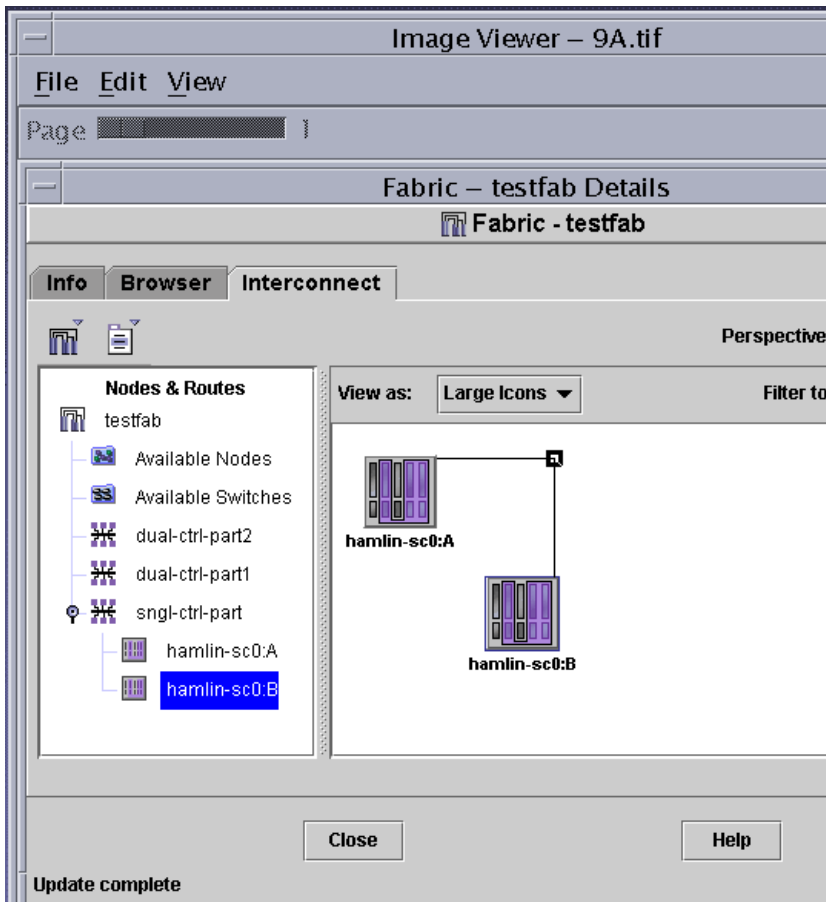 Image Viewer – 9A.tif
File Edit View
Page 1
Fabric – testfab Details
Fabric - testfab
Info Browser Interconnect
Perspective
Nodes & Routes
testfab
Available Nodes
Available Switches
dual-ctrl-part2
dual-ctrl-part1
sngl-ctrl-part
hamlin-sc0:A
hamlin-sc0:B
View as: Large Icons Filter to
hamlin-sc0:A
hamlin-sc0:B
Close Help
Update complete